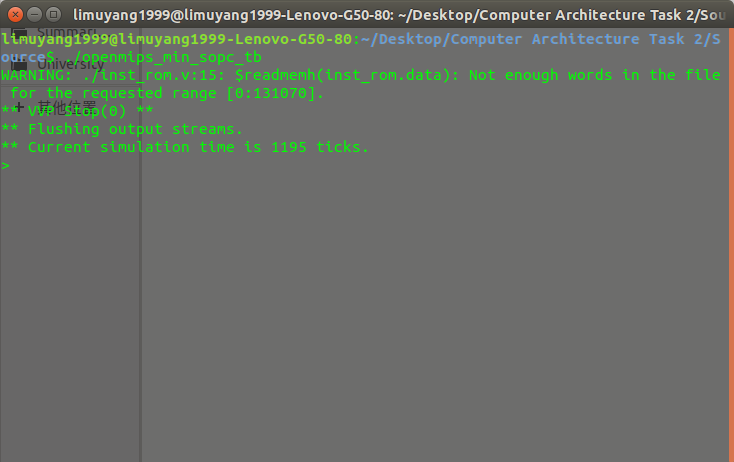 limuyang1999@limuyang1999-Lenovo-G50-80: ~/Desktop/Computer Architecture Task 2/Sou
limuyang1999@limuyang1999-Lenovo-G50-80:~/Desktop/Computer Architecture Task 2/S
ource$ ./openmips_min_sopc_tb
WARNING: ./inst_rom.v:15: $readmemh(inst_rom.data): Not enough words in the file
 for the requested range [0:131070].
** VVP Stop(0) **
** Flushing output streams.
** Current simulation time is 1195 ticks.
>
University
其他位置